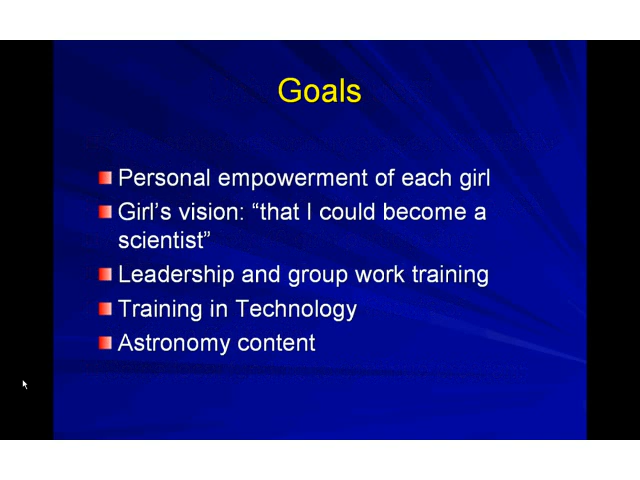 Goals
Personal empowerment of each girl
Girl’s vision: “that I could become a
scientist”
Leadership and group work training
Training in Technology
Astronomy content